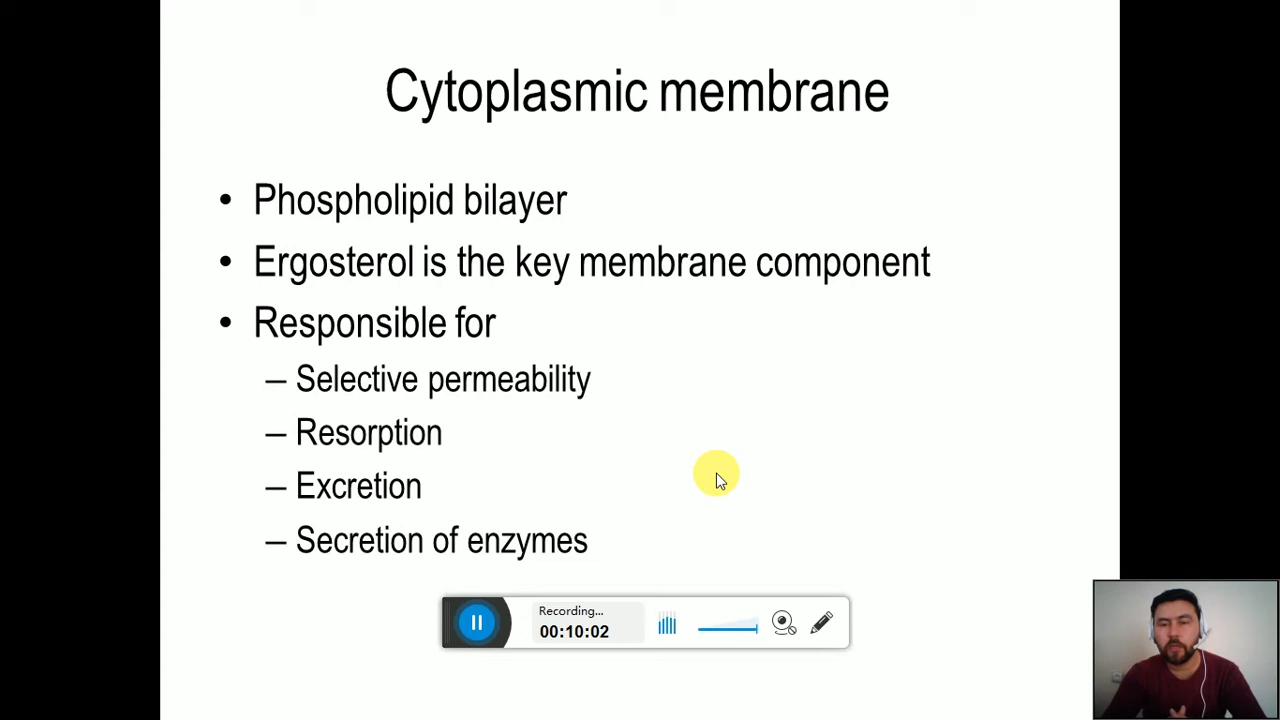 Cytoplasmic membrane
• Phospholipid bilayer
• Ergosterol is the key membrane component
• Responsible for
– Selective permeability
– Resorption
– Excretion
– Secretion of enzymes
Recording...
00:10:02